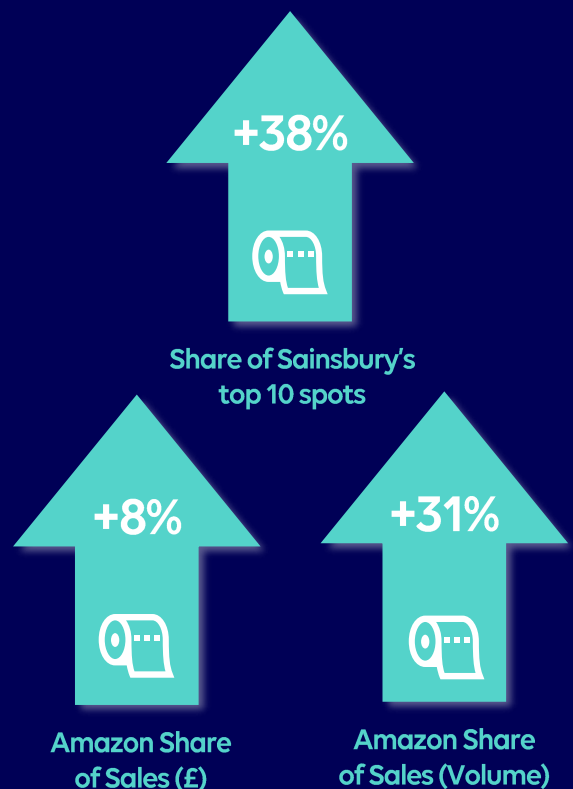 +38%
Share of Sainsbury's
top 10 spots
+8%
+31%
Amazon Share
of Sales (£)
Amazon Share
of Sales (Volume)